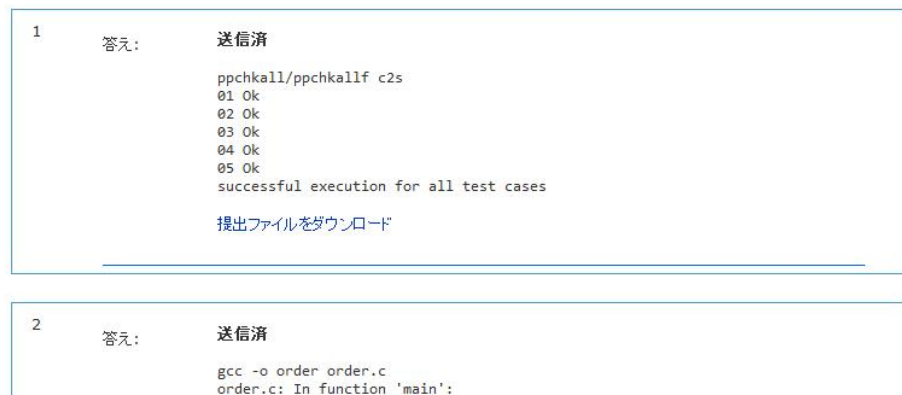 1
答え: 送信済
ppchkall/ppchkallf c2s
01 Ok
02 Ok
03 Ok
04 Ok
05 Ok
successful execution for all test cases
提出ファイルをダウンロード
2
答え: 送信済
gcc -o order order.c
order.c: In function 'main':